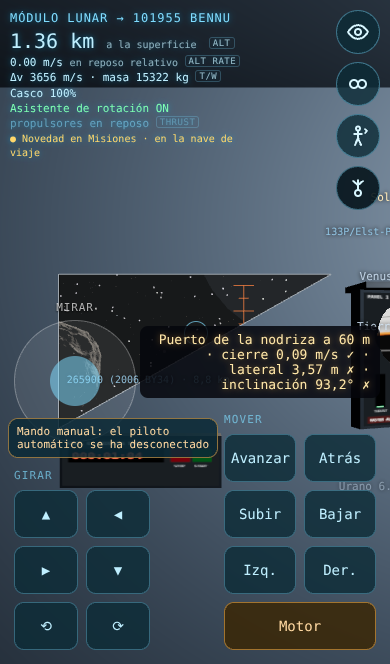 MÓDULO LUNAR → 101955 BENNU
1.36 km a la superficie ALT
0.00 m/s en reposo relativo ALT RATE
Δv 3656 m/s · masa 15322 kg T/W
Casco 100%
Asistente de rotación ON
propulsores en reposo THRUST
● Novedad en Misiones · en la nave de
viaje
133P/Elst-P
Venus
MIRAR
Puerto de la nodriza a 60 m
· cierre 0,09 m/s ✓ ·
lateral 3,57 m ✗ ·
inclinación 93,2° ✗
265900 (2006
Mando manual: el piloto
automático se ha desconectado
MOVER
Avanzar
Atrás
GIRAR
Urano 6.
▲
◄
Subir
Bajar
►
▼
Izq.
Der.
⟲
⟳
Motor